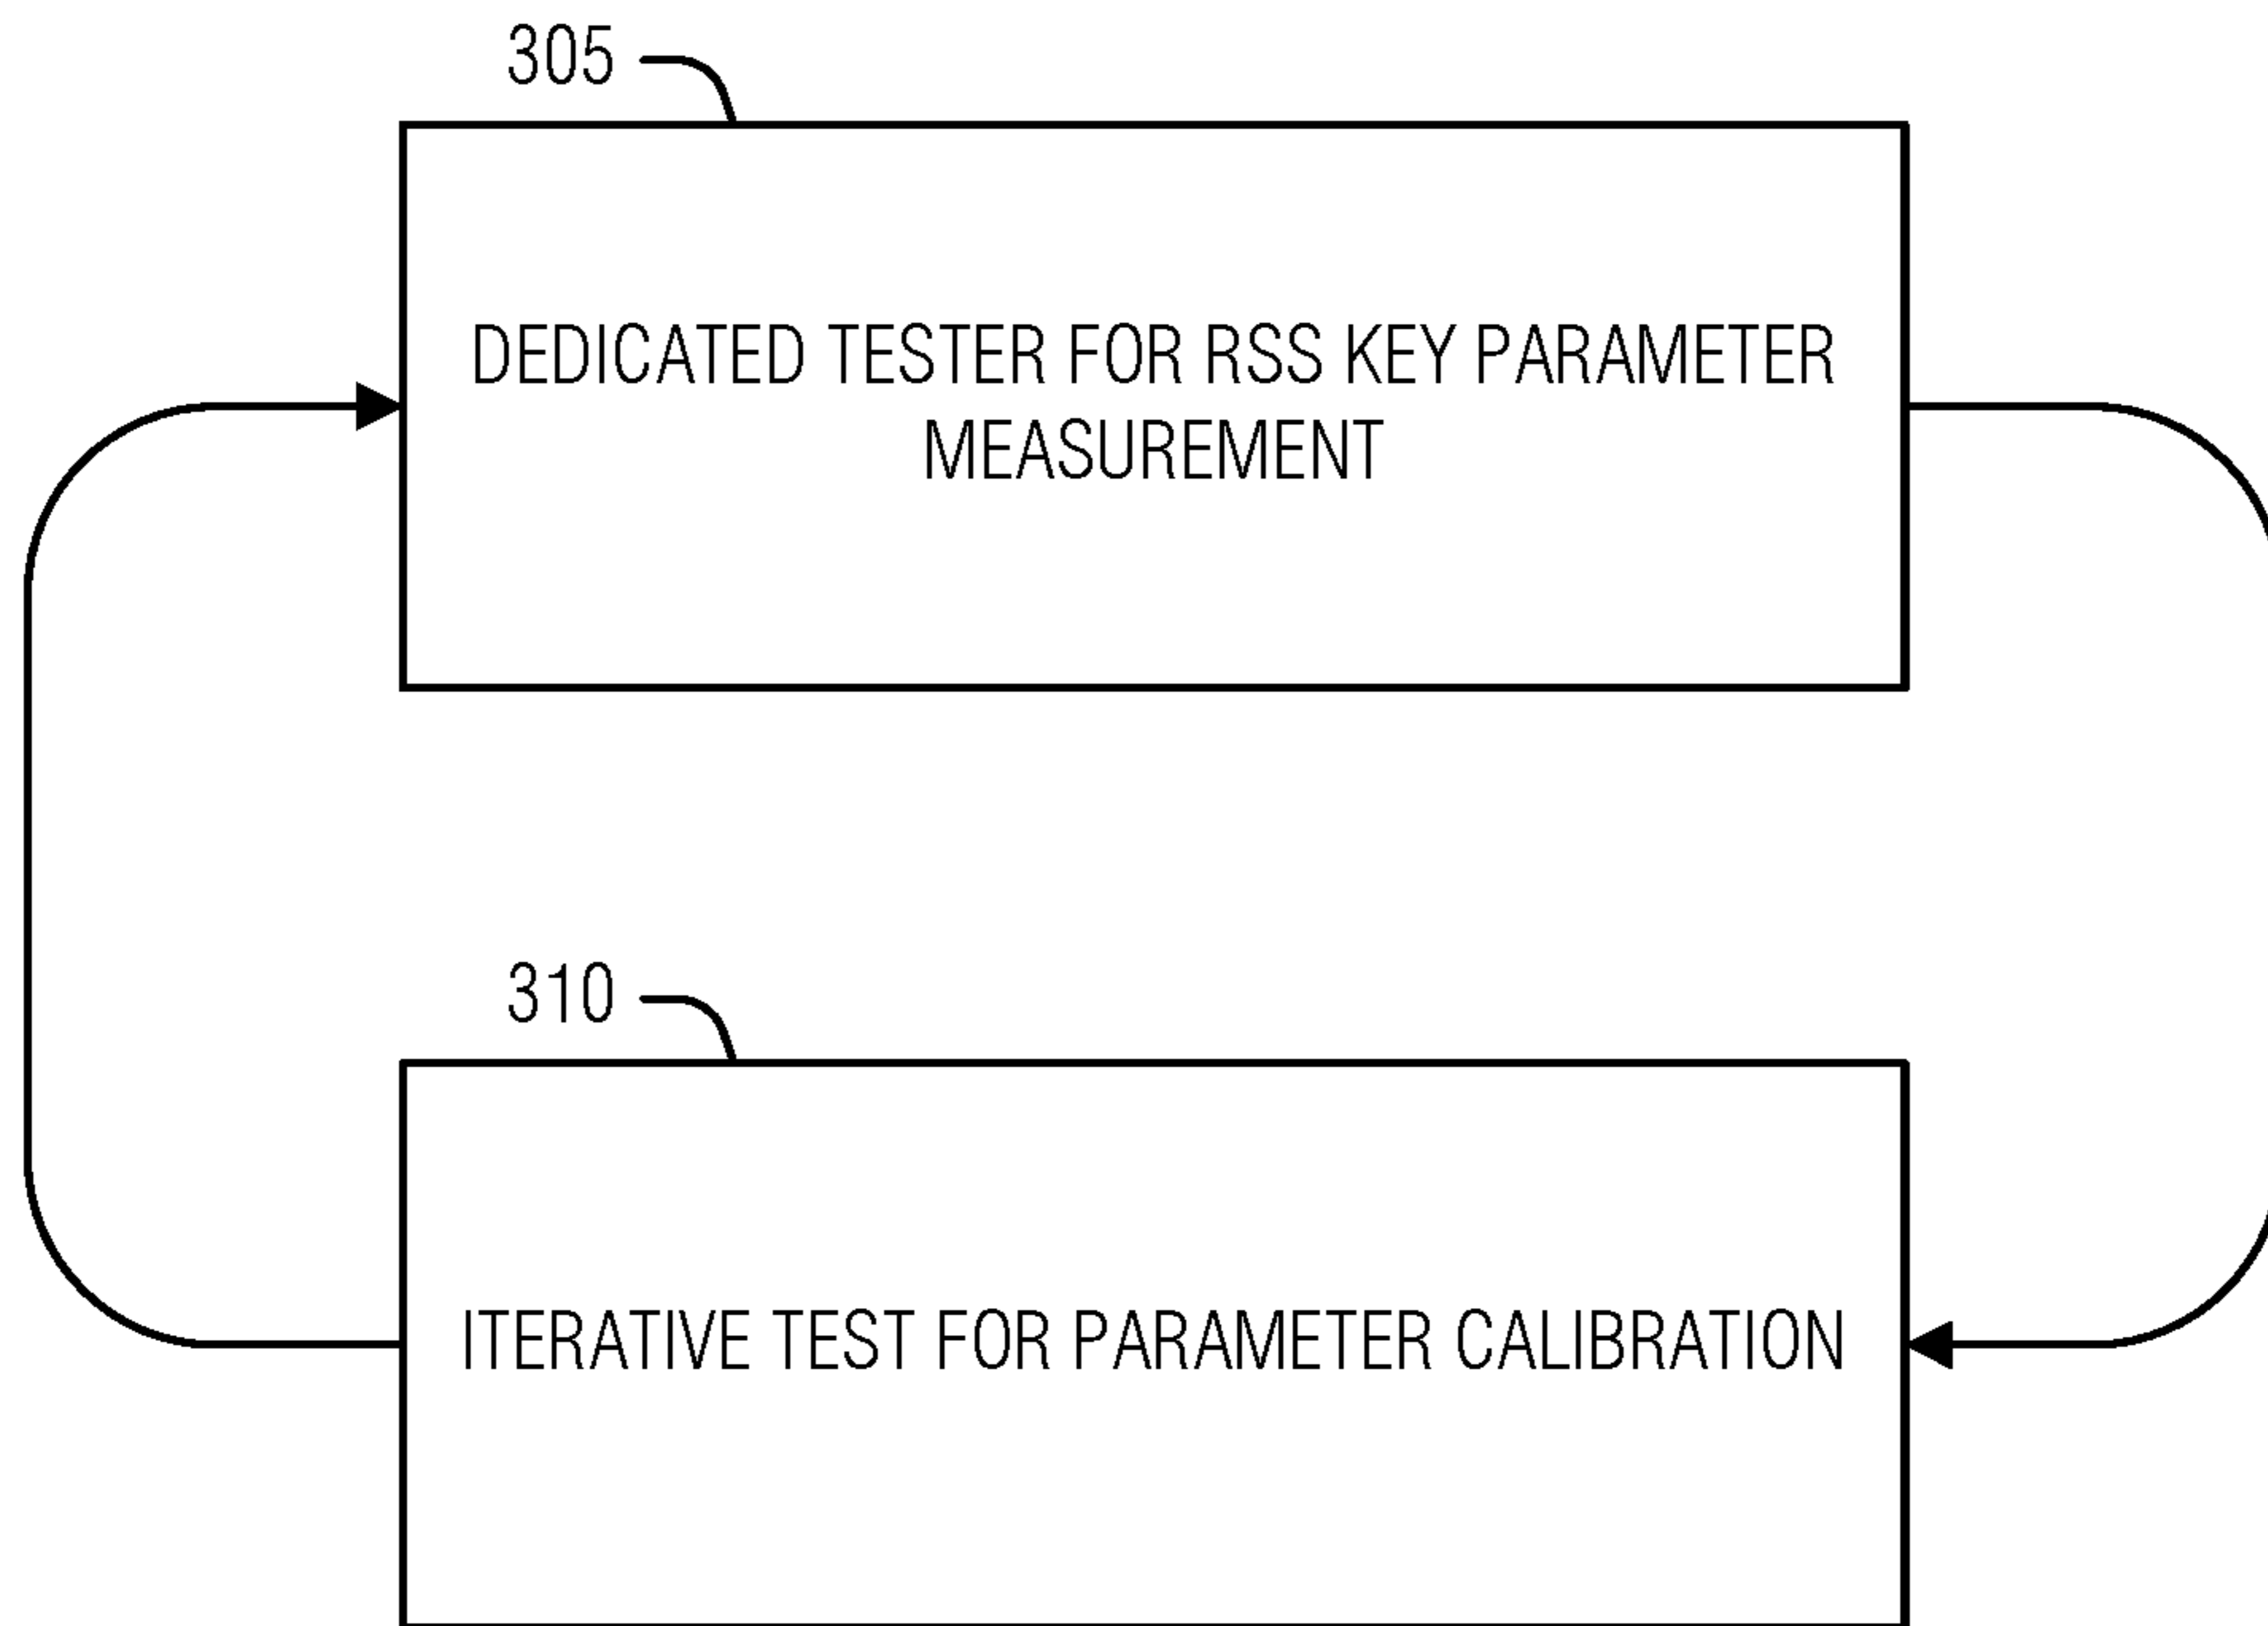 305
DEDICATED TESTER FOR RSS KEY PARAMETER
MEASUREMENT
310
ITERATIVE TEST FOR PARAMETER CALIBRATION